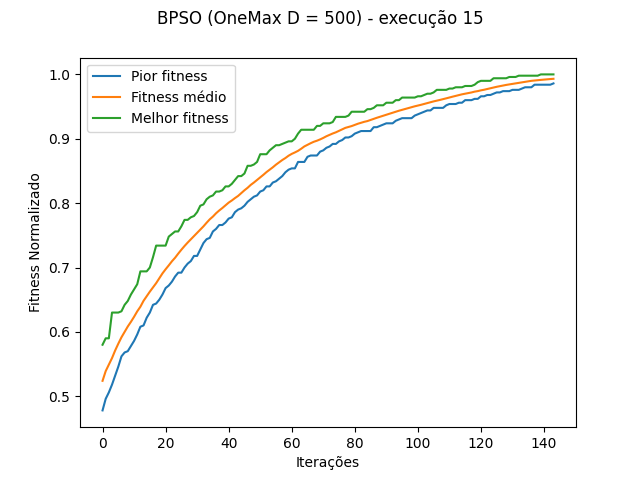 BPSO (OneMax D = 500) - execução 15
Pior fitness
Fitness médio
Melhor fitness
1.0
0.9
0.8
0.7
0.6
0.5
Fitness Normalizado
0 20 40 60 80 100 120 140
Iterações